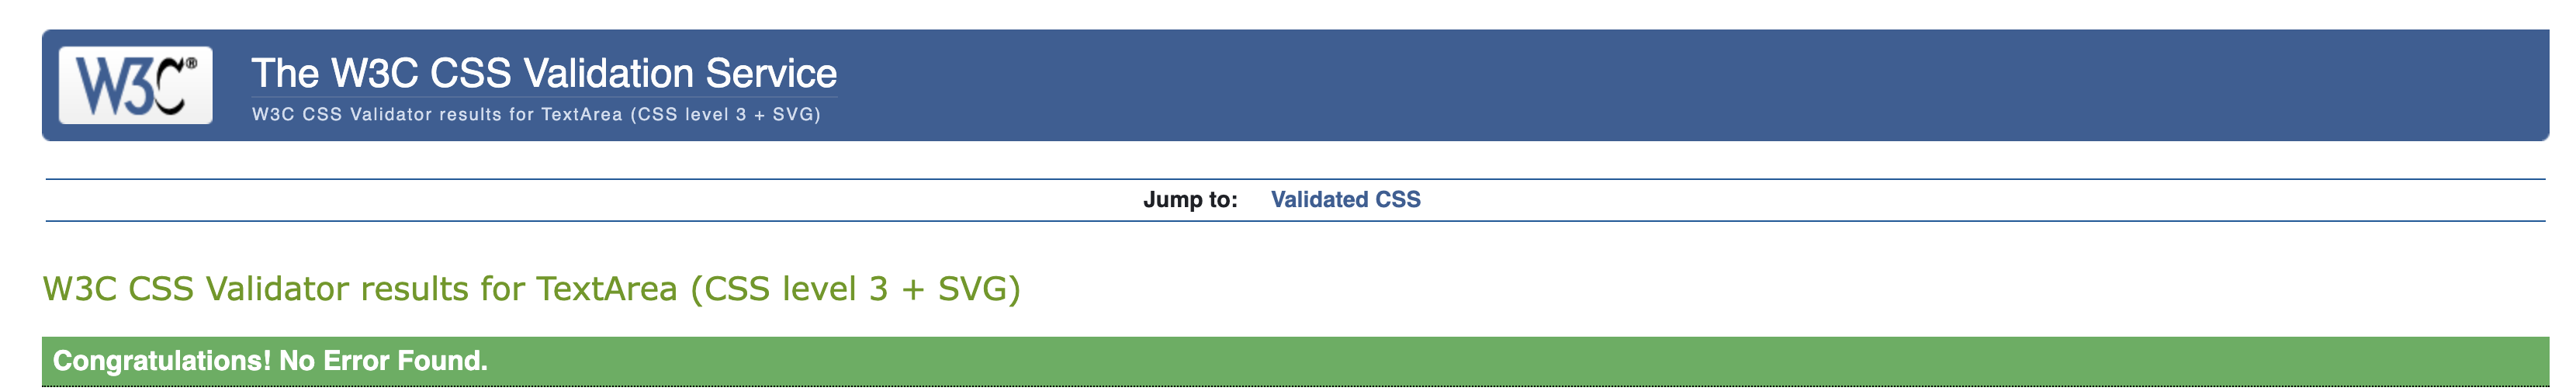 W3C®
The W3C CSS Validation Service
W3C CSS Validator results for TextArea (CSS level 3 + SVG)
Jump to: Validated CSS
W3C CSS Validator results for TextArea (CSS level 3 + SVG)
Congratulations! No Error Found.